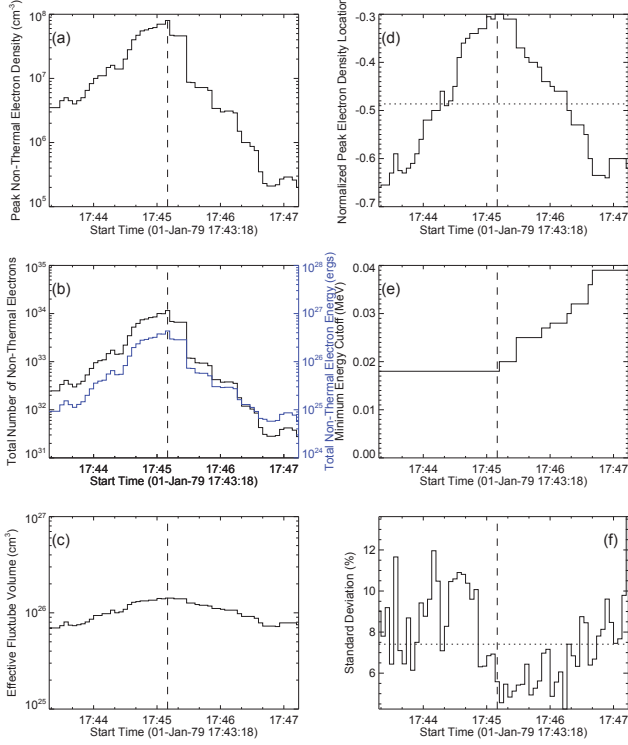 (a)
Peak Non-Thermal Electron Density (cm⁻³)
10⁸
10⁷
10⁶
10⁵
17:44 17:45 17:46 17:47
Start Time (01-Jan-79 17:43:18)
(d)
Normalized Peak Electron Density Location
-0.3
-0.4
-0.5
-0.6
-0.7
17:44 17:45 17:46 17:47
Start Time (01-Jan-79 17:43:18)
(b)
Total Number of Non-Thermal Electrons
10³⁵
10³⁴
10³³
10³²
10³¹
10²⁸
10²⁷
10²⁶
10²⁵
10²⁴
Total Non-Thermal Electron Energy (ergs)
17:44 17:45 17:46 17:47
Start Time (01-Jan-79 17:43:18)
(e)
Minimum Energy Cutoff (MeV)
0.04
0.03
0.02
0.01
0.00
17:44 17:45 17:46 17:47
Start Time (01-Jan-79 17:43:18)
(c)
Effective Fluxtube Volume (cm³)
10²⁷
10²⁶
10²⁵
17:44 17:45 17:46 17:47
Start Time (01-Jan-79 17:43:18)
(f)
Standard Deviation (%)
12
10
8
6
17:44 17:45 17:46 17:47
Start Time (01-Jan-79 17:43:18)